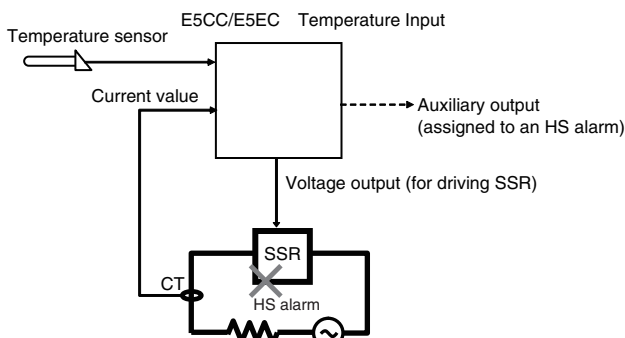 E5CC/E5EC Temperature Input
Temperature sensor
Current value
Auxiliary output
(assigned to an HS alarm)
Voltage output (for driving SSR)
SSR
CT
HS alarm